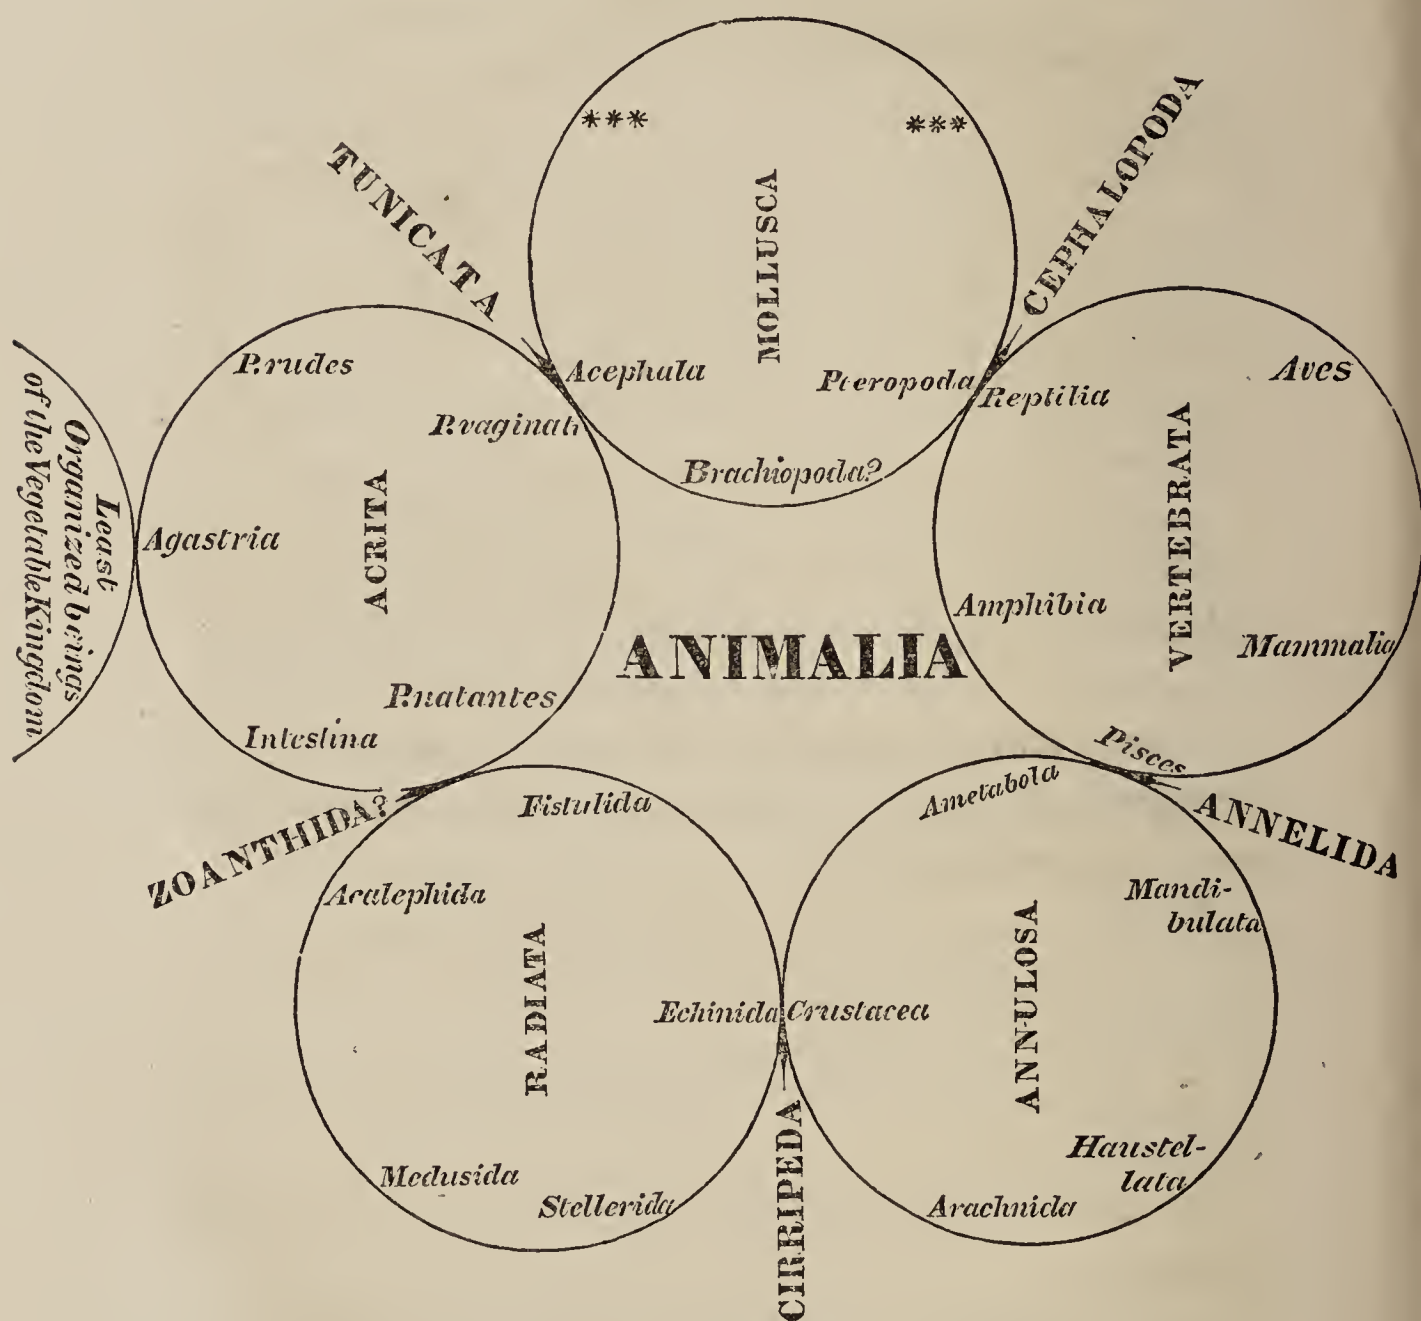 ***
***
MOLLUSCA
Acephala
Pteropoda
Brachiopoda?
TUNICATA
CEPHALOPODA
P.rudes
P.vaginati
ACRITA
Agastria
P.natantes
Intestina
Least
Organized beings
of the Vegetable Kingdom
Aves
Reptilia
VERTEBRATA
Amphibia
Mammalia
Pisces
ANIMALIA
ZOANTHIDA?
ANNELIDA
Fistulida
Acalephida
RADIATA
Echinida
Medusida
Stellerida
Ametabola
Mandi-
bulata
ANNULOSA
Crustacea
Haustel-
lata
Arachnida
CIRRIPEDA